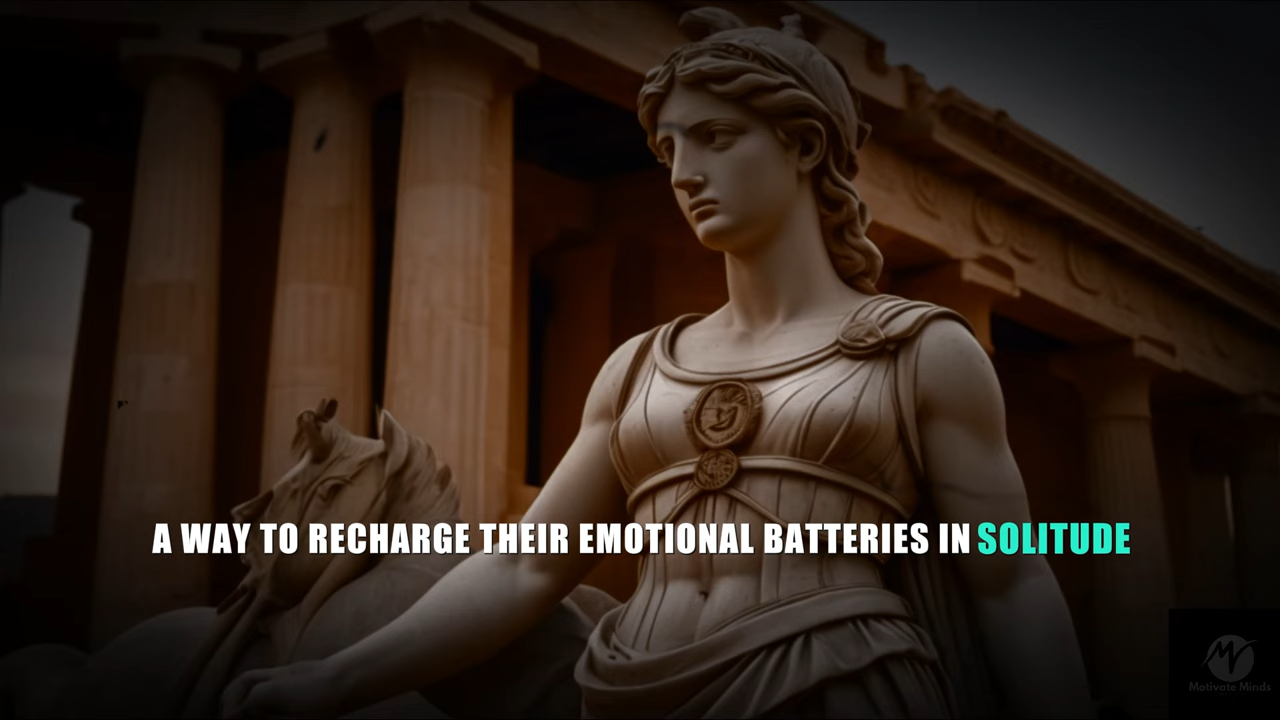 A WAY TO RECHARGE THEIR EMOTIONAL BATTERIES IN SOLITUDE
Motivate Minds